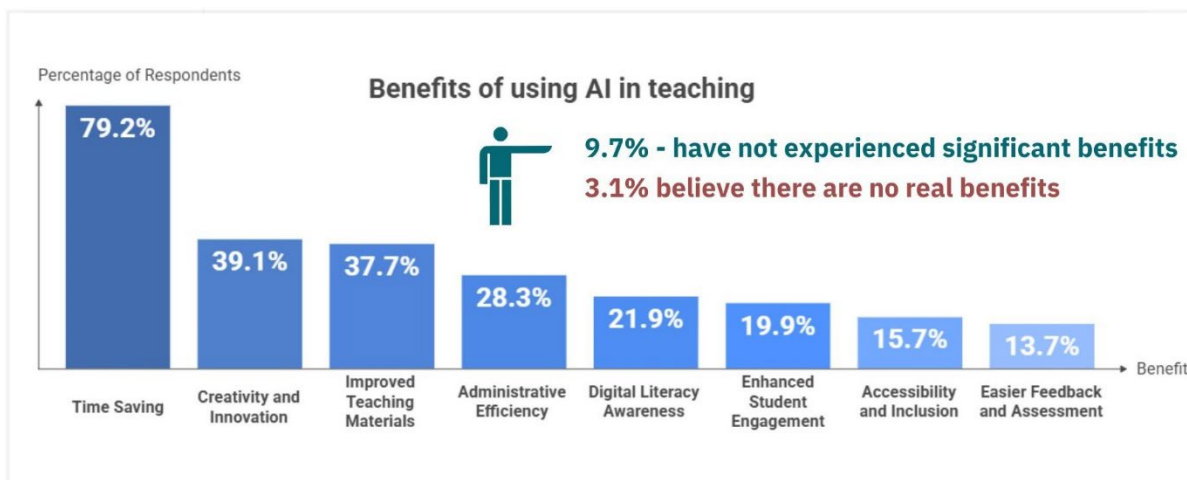 Percentage of Respondents
Benefits of using AI in teaching
9.7% - have not experienced significant benefits
3.1% believe there are no real benefits
79.2%
39.1%
37.7%
28.3%
21.9%
19.9%
15.7%
13.7%
Benefit
Time Saving
Creativity and
Innovation
Improved
Teaching
Materials
Administrative
Efficiency
Digital Literacy
Awareness
Enhanced
Student
Engagement
Accessibility
and Inclusion
Easier Feedback
and Assessment